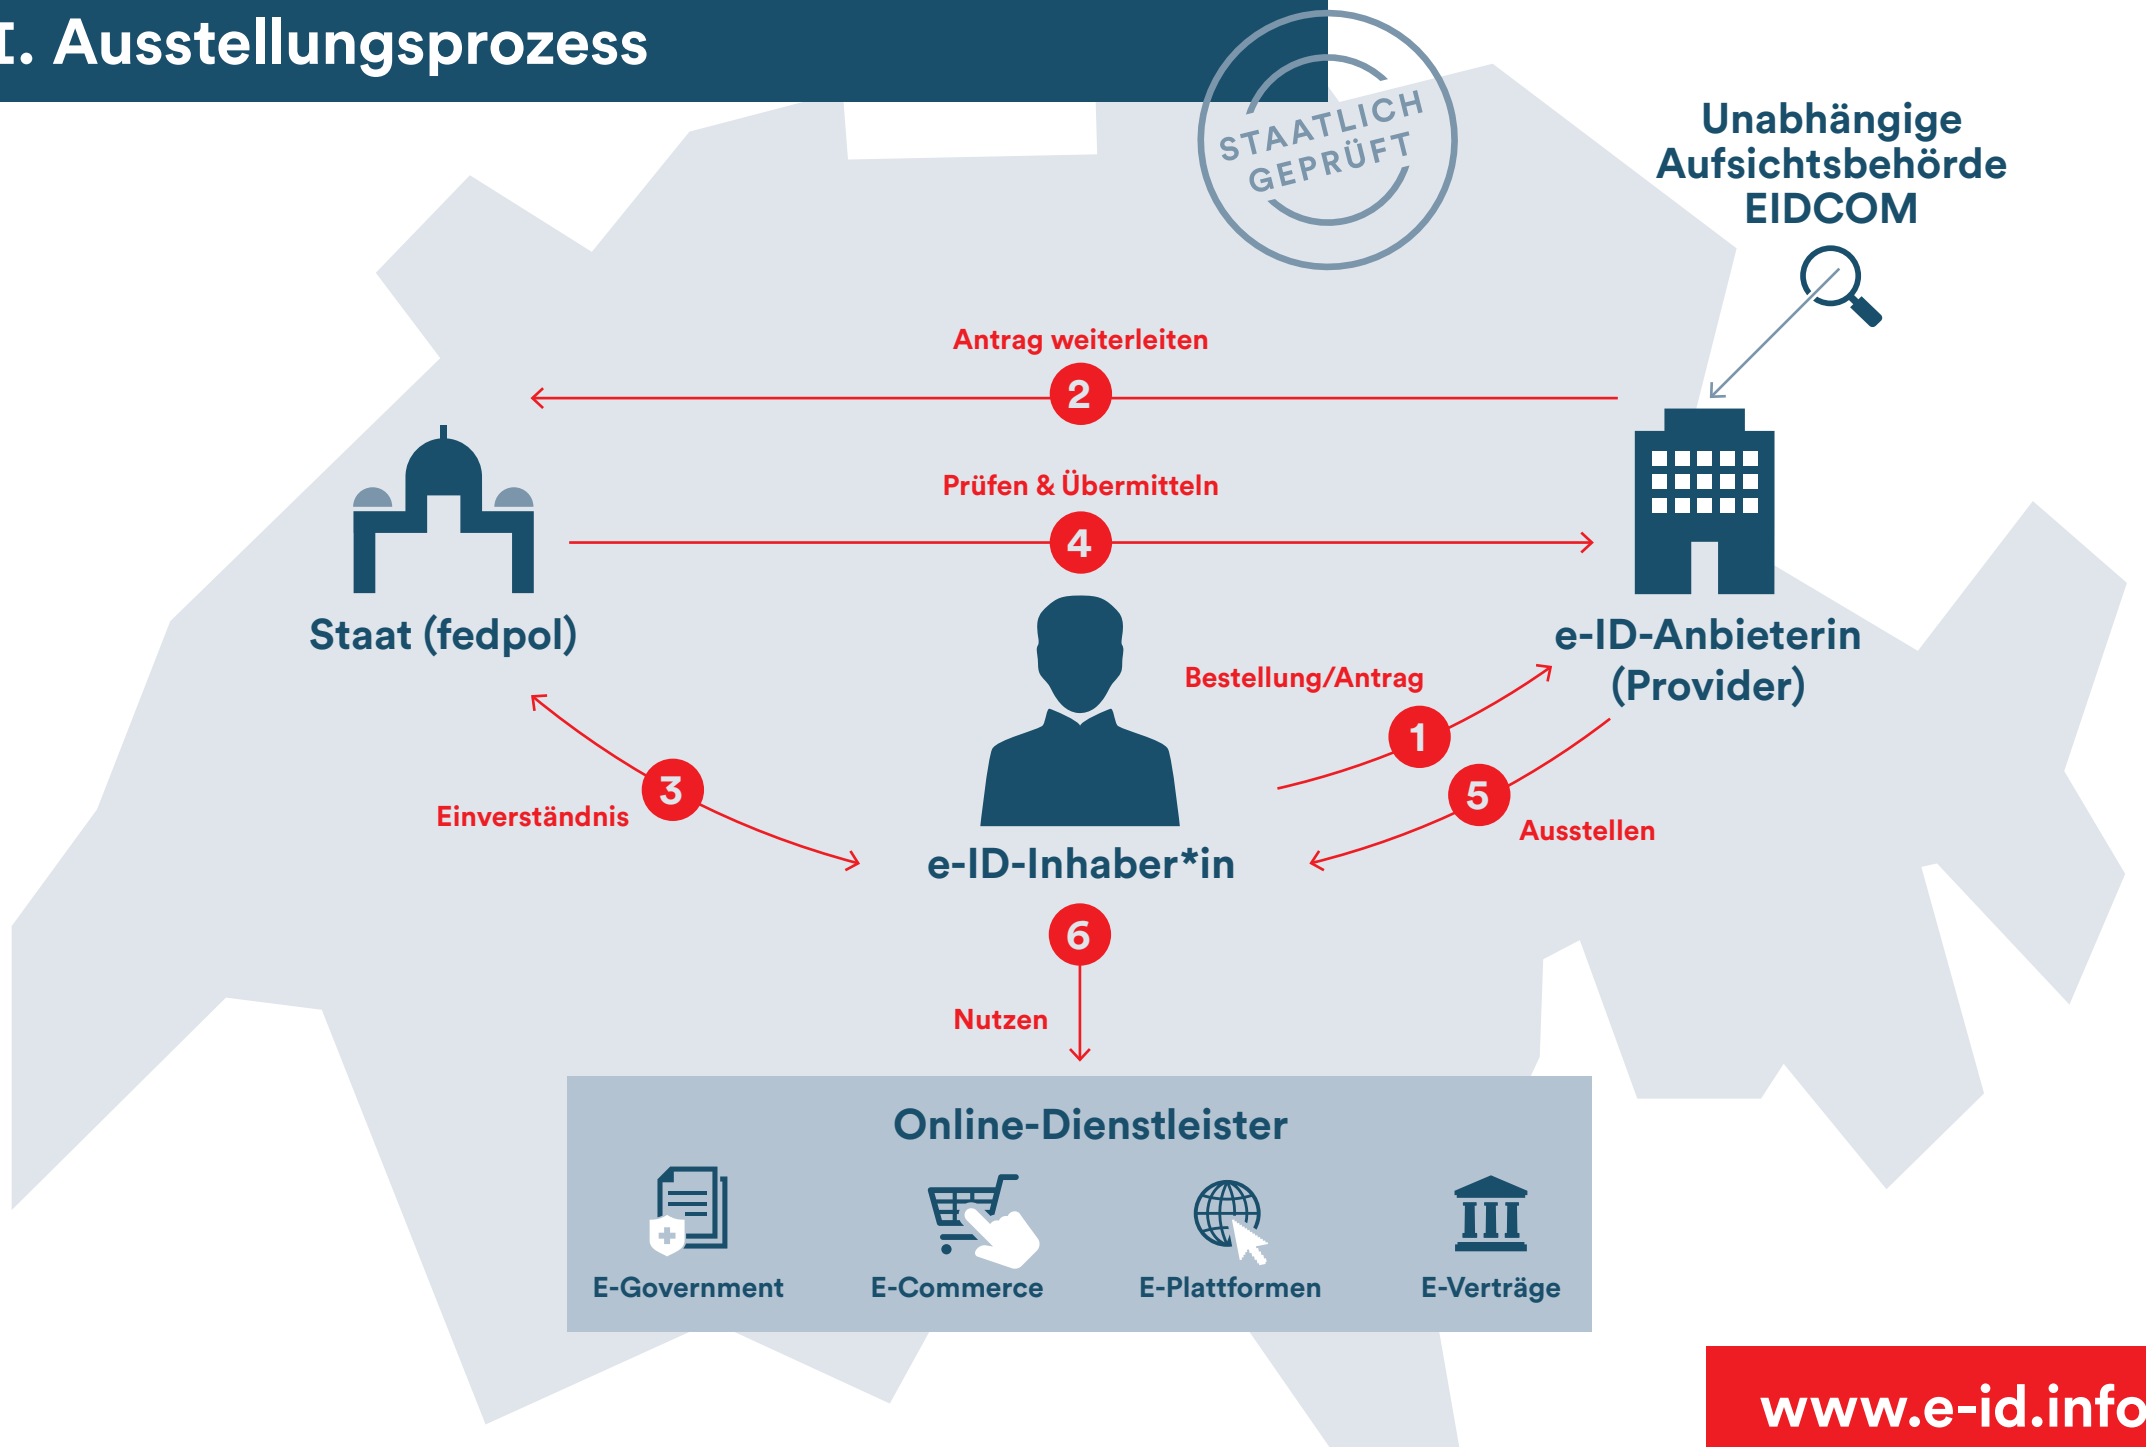 I. Ausstellungsprozess
STAATLICH
GEPRÜFT
Unabhängige
Aufsichtsbehörde
EIDCOM
Antrag weiterleiten
2
Prüfen & Übermitteln
4
Staat (fedpol)
e-ID-Anbieterin
(Provider)
Bestellung/Antrag
1
3
Einverständnis
5
Ausstellen
e-ID-Inhaber*in
6
Nutzen
Online-Dienstleister
E-Government
E-Commerce
E-Plattformen
E-Verträge
www.e-id.info